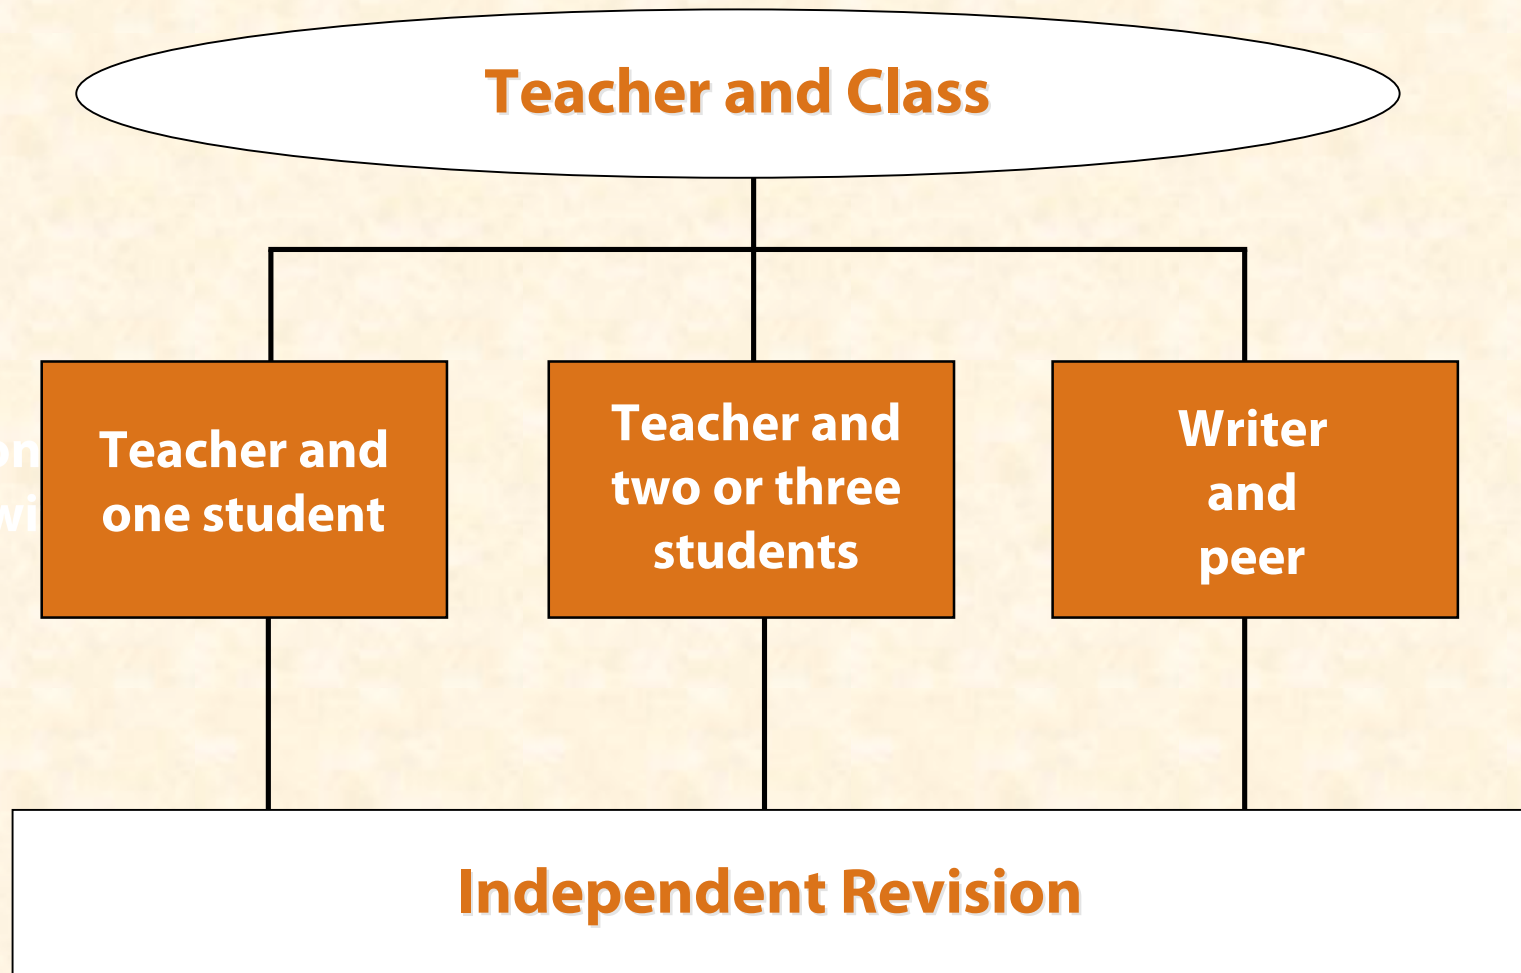 Teacher and Class
Teacher and
one student
Teacher and
two or three
students
Writer
and
peer
Independent Revision